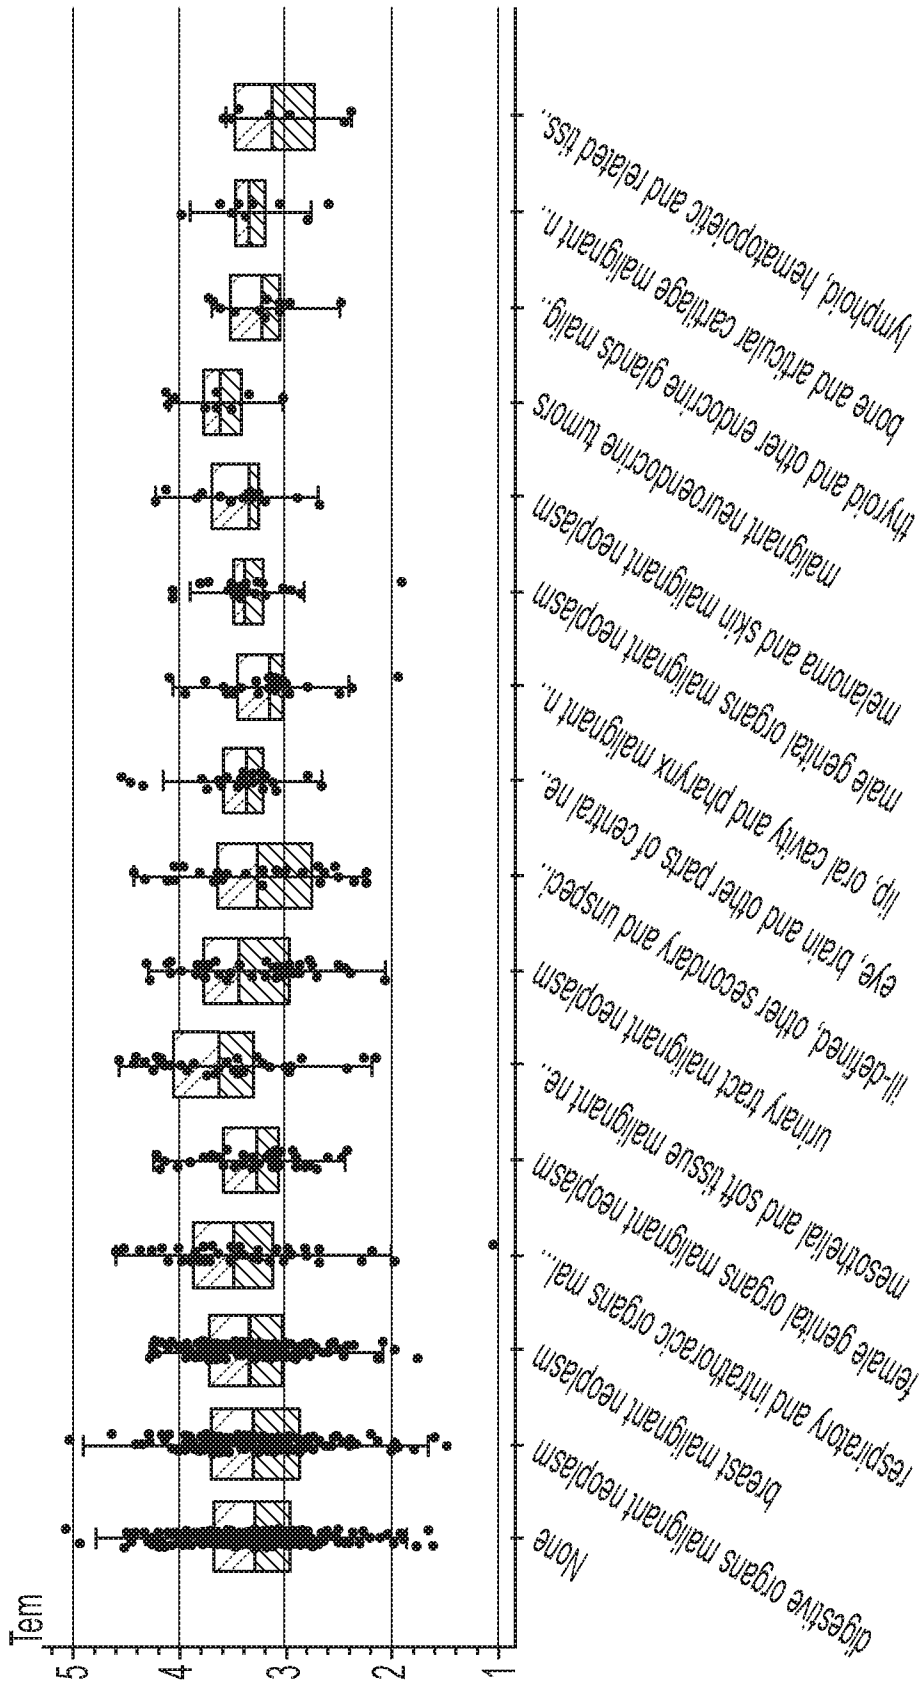 Tem
5
4
3
2
1
None
digestive organs malignant neoplasm
breast malignant neoplasm
respiratory and intrathoracic organs mal...
female genital organs malignant neoplasm
mesothelial and soft tissue malignant ne...
urinary tract malignant neoplasm
ill-defined, other secondary and unspeci...
eye, brain and other parts of central ne...
lip, oral cavity and pharynx malignant n...
male genital organs malignant neoplasm
melanoma and skin malignant neoplasm
malignant neuroendocrine tumors
thyroid and other endocrine glands malig...
bone and articular cartilage malignant n...
lymphoid, hematopoietic and related tiss...